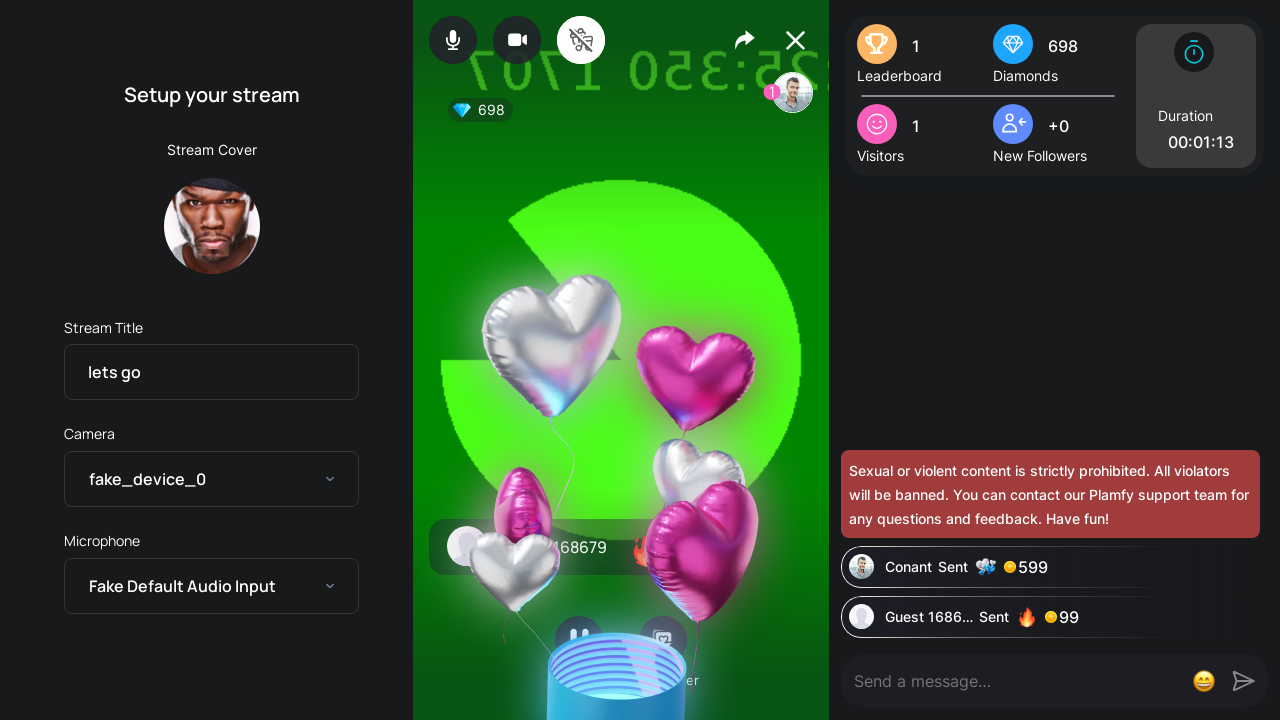 Setup your stream
Stream Cover
Stream Title
lets go
Camera
fake_device_0
Microphone
Fake Default Audio Input
698
1
168679
er
1
Leaderboard
698
Diamonds
1
Visitors
+0
New Followers
Duration
00:01:13
Sexual or violent content is strictly prohibited. All violators
will be banned. You can contact our Plamfy support team for
any questions and feedback. Have fun!
Conant Sent 599
Guest 1686... Sent 99
Send a message...